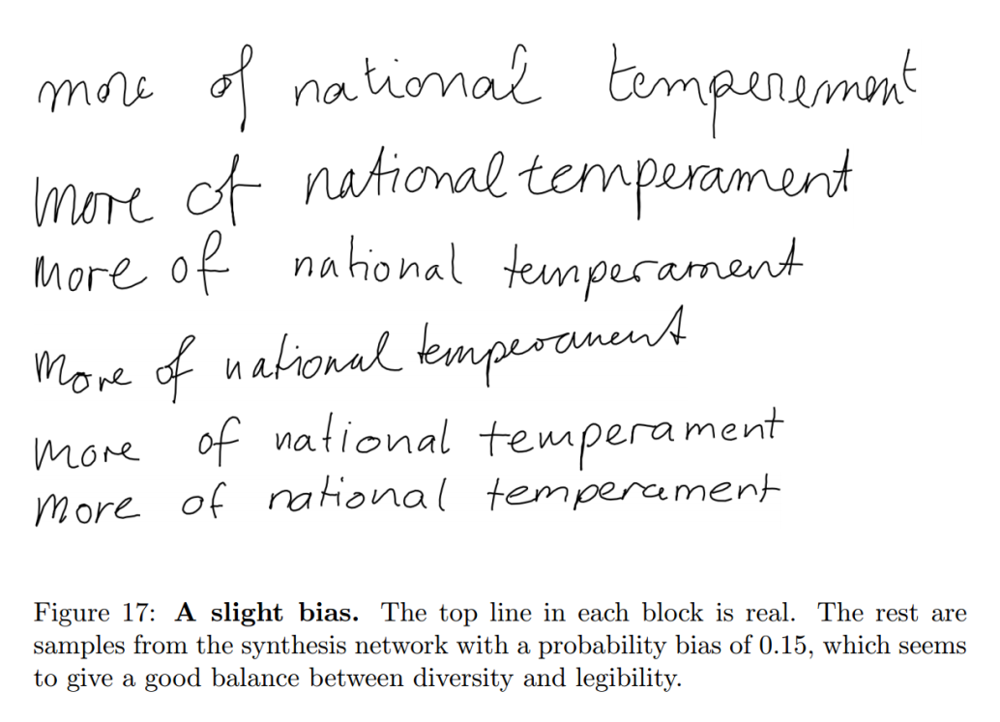 more of national temperement
more of national temperament
more of national temperament
more of national temperament
more of national temperament
more of national temperament
Figure 17: A slight bias. The top line in each block is real. The rest are
samples from the synthesis network with a probability bias of 0.15, which seems
to give a good balance between diversity and legibility.